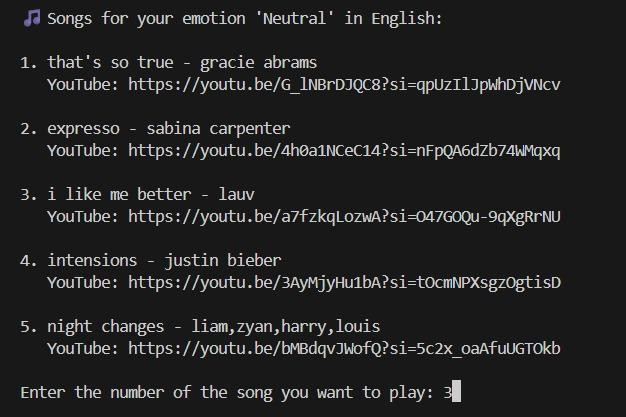 🎵 Songs for your emotion 'Neutral' in English:
1. that's so true - gracie abrams
YouTube: https://youtu.be/G_lNBrDJQC8?si=qpUzIlJpWhDjVNcv
2. expresso - sabina carpenter
YouTube: https://youtu.be/4h0a1NCeC14?si=nFpQA6dZb74WMqxq
3. i like me better - lauv
YouTube: https://youtu.be/a7fzkqLozwA?si=O47GOQu-9qXgRrNU
4. intensions - justin bieber
YouTube: https://youtu.be/3AyMjyHu1bA?si=tOcmNPXsgzOgtisD
5. night changes - liam,zyan,harry,louis
YouTube: https://youtu.be/bMBdqvJWofQ?si=5c2x_oaAfuUGTOkb
Enter the number of the song you want to play: 3